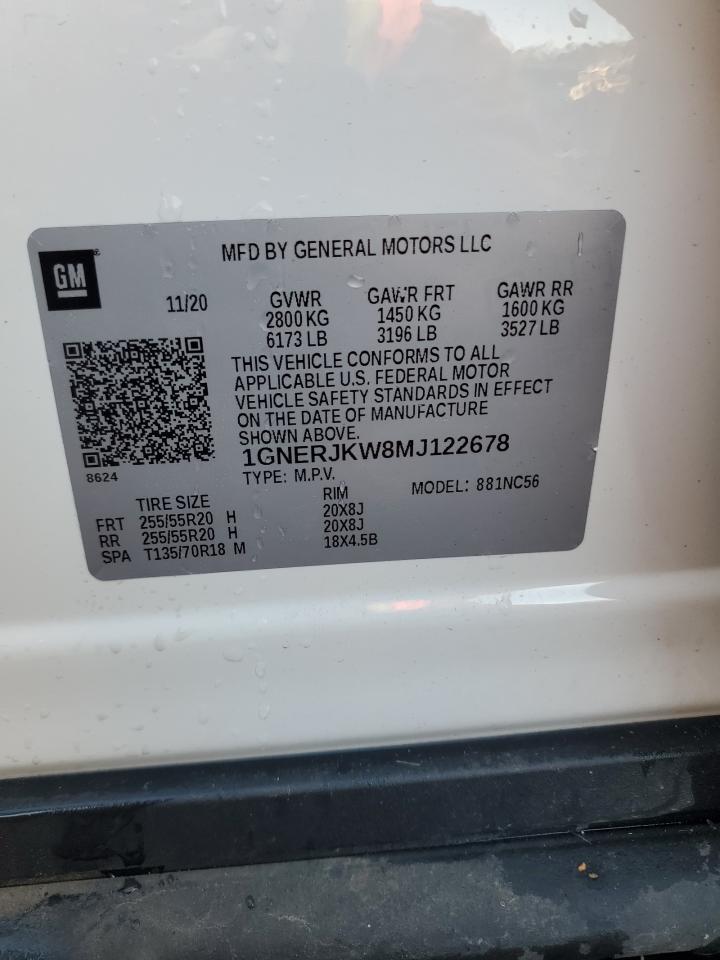 MFD BY GENERAL MOTORS LLC
GM
11/20 GVWR GAWR FRT GAWR RR
2800 KG 1450 KG 1600 KG
6173 LB 3196 LB 3527 LB
THIS VEHICLE CONFORMS TO ALL
APPLICABLE U.S. FEDERAL MOTOR
VEHICLE SAFETY STANDARDS IN EFFECT
ON THE DATE OF MANUFACTURE
SHOWN ABOVE.
1GNERJKW8MJ122678
8624
TYPE: M.P.V. MODEL: 881NC56
TIRE SIZE RIM
FRT 255/55R20 H 20X8J
RR 255/55R20 H 20X8J
SPA T135/70R18 M 18X4.5B